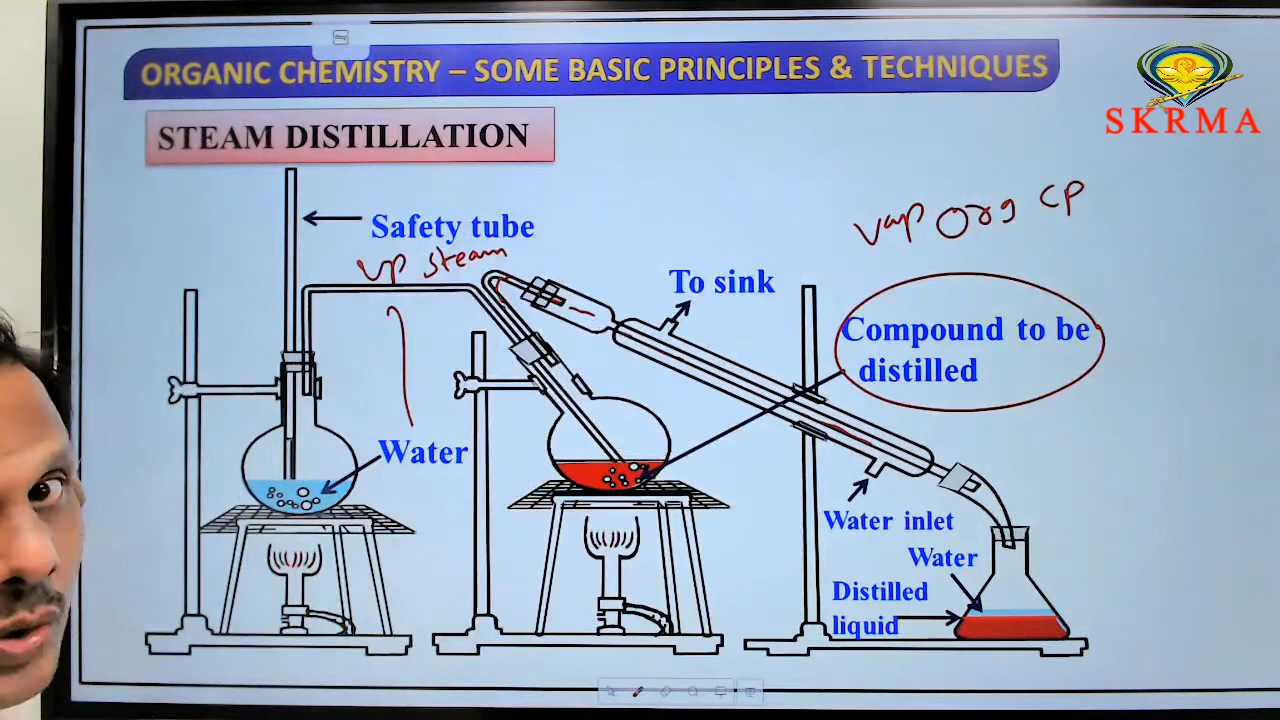 ORGANIC CHEMISTRY – SOME BASIC PRINCIPLES & TECHNIQUES
SKRMA
STEAM DISTILLATION
Safety tube
Vp steam
vap Org CP
To sink
Compound to be
distilled
Water
Water inlet
Water
Distilled
liquid